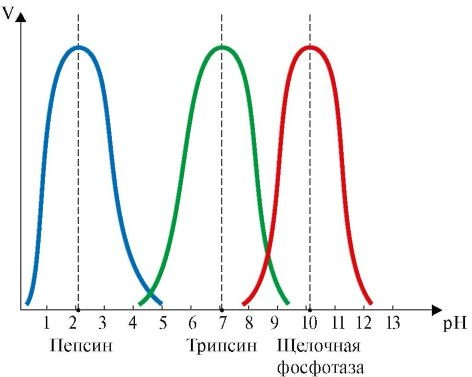 V
1 2 3 4 5 6 7 8 9 10 11 12 13 pH
Пепсин Трипсин Щелочная
фосфотаза